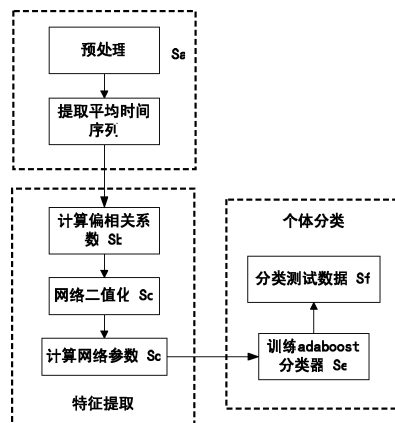 预处理
Sa
提取平均时间
序列
计算偏相关系
数 Sb
网络二值化 Sc
计算网络参数 Sc
特征提取
个体分类
分类测试数据 Sf
训练adaboost
分类器 Se